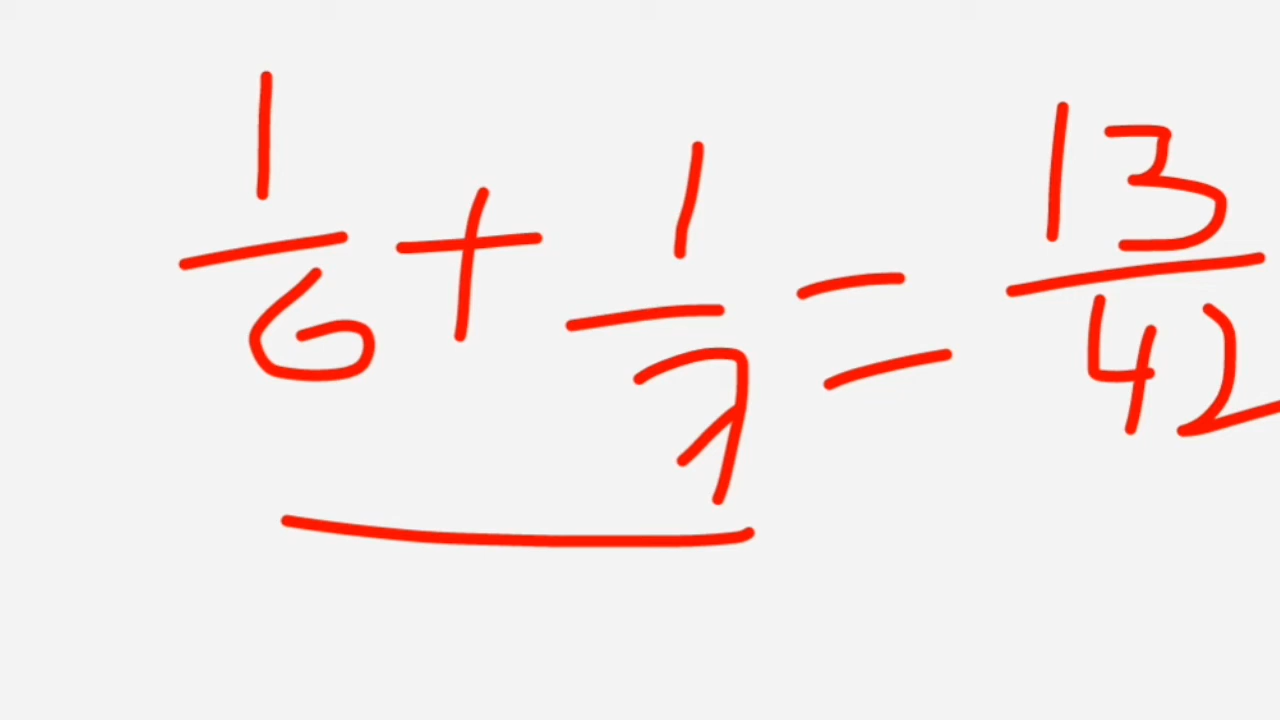 1/6 + 1/7 = 13/42